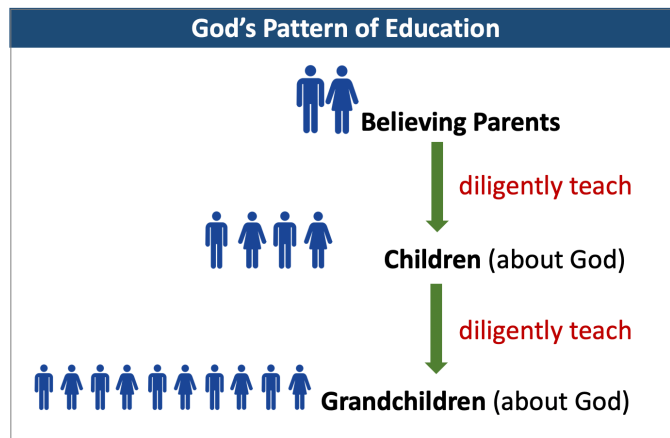 God’s Pattern of Education
Believing Parents
diligently teach
Children (about God)
diligently teach
Grandchildren (about God)